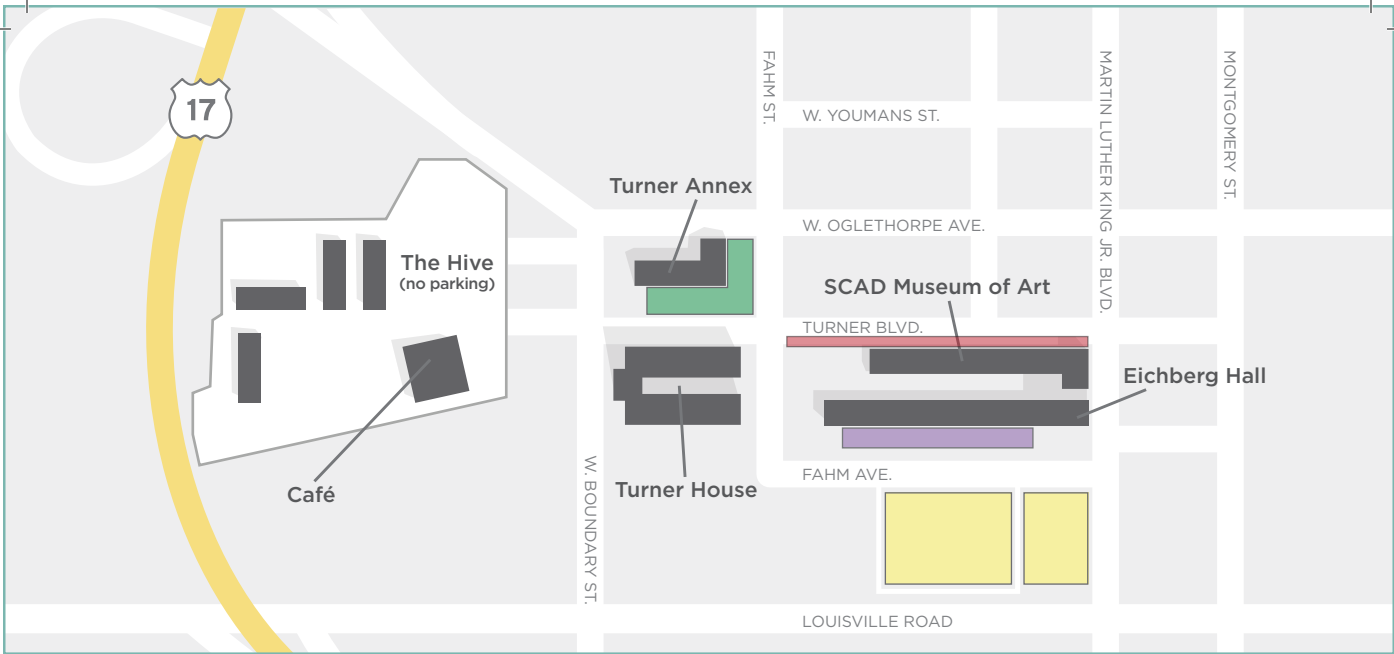 FAHM ST.
MARTIN LUTHER KING JR. BLVD.
MONTGOMERY ST.
17
W. YOUMANS ST.
Turner Annex
W. OGLETHORPE AVE.
The Hive
(no parking)
SCAD Museum of Art
TURNER BLVD.
Eichberg Hall
W. BOUNDARY ST.
FAHM AVE.
Café
Turner House
LOUISVILLE ROAD